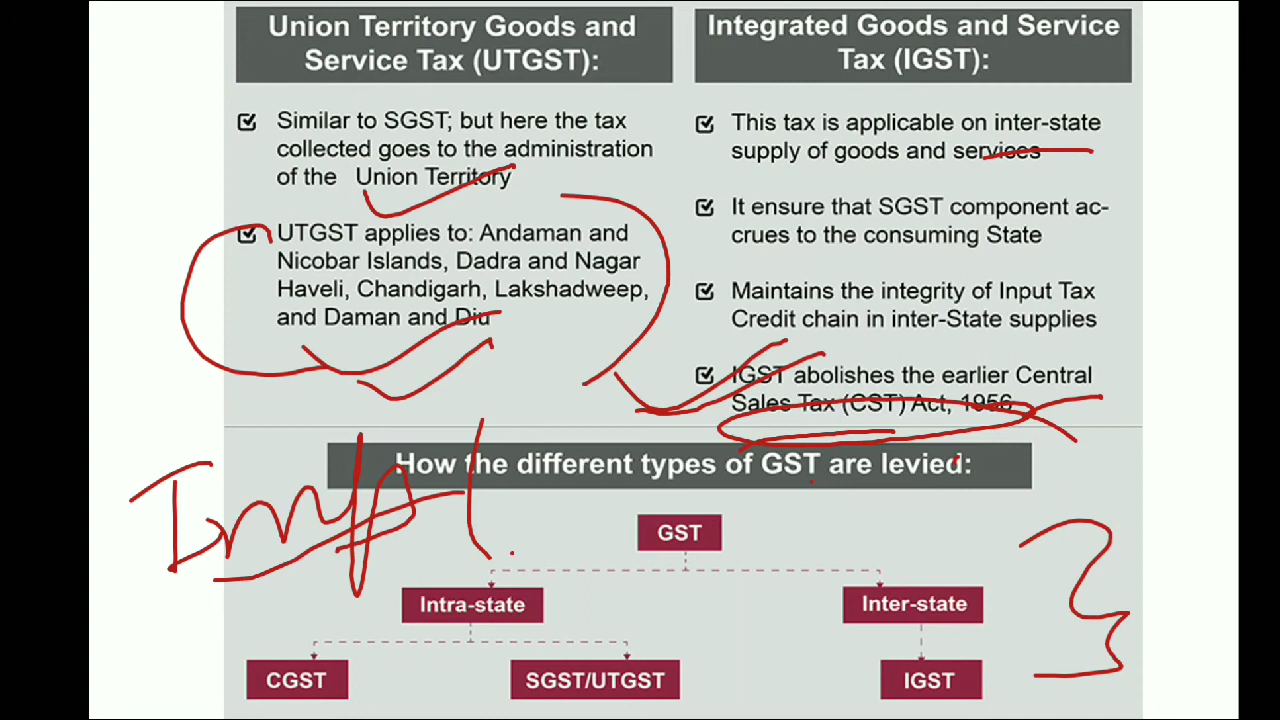 Union Territory Goods and
Service Tax (UTGST):
Similar to SGST; but here the tax
collected goes to the administration
of the Union Territory
UTGST applies to: Andaman and
Nicobar Islands, Dadra and Nagar
Haveli, Chandigarh, Lakshadweep,
and Daman and Diu
Integrated Goods and Service
Tax (IGST):
This tax is applicable on inter-state
supply of goods and services
It ensure that SGST component ac-
crues to the consuming State
Maintains the integrity of Input Tax
Credit chain in inter-State supplies
IGST abolishes the earlier Central
Sales Tax (CST) Act, 1956
How the different types of GST are levied:
Imp
GST
Intra-state
Inter-state
CGST
SGST/UTGST
IGST